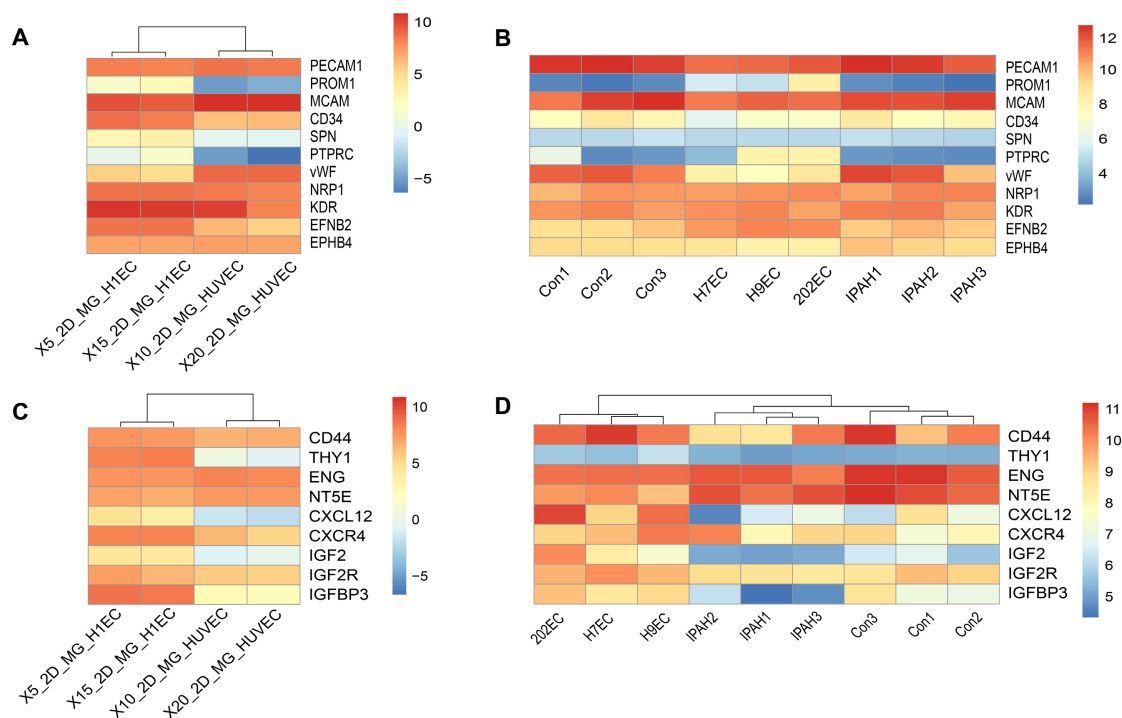 A
10
5
0
−5
PECAM1
PROM1
MCAM
CD34
SPN
PTPRC
vWF
NRP1
KDR
EFNB2
EPHB4
X5_2D_MG_H1EC
X15_2D_MG_H1EC
X10_2D_MG_HUVEC
X20_2D_MG_HUVEC
B
12
10
8
6
4
PECAM1
PROM1
MCAM
CD34
SPN
PTPRC
vWF
NRP1
KDR
EFNB2
EPHB4
Con1
Con2
Con3
H7EC
H9EC
202EC
IPAH1
IPAH2
IPAH3
C
10
5
0
−5
CD44
THY1
ENG
NT5E
CXCL12
CXCR4
IGF2
IGF2R
IGFBP3
X5_2D_MG_H1EC
X15_2D_MG_H1EC
X10_2D_MG_HUVEC
X20_2D_MG_HUVEC
D
11
10
9
8
7
6
5
CD44
THY1
ENG
NT5E
CXCL12
CXCR4
IGF2
IGF2R
IGFBP3
202EC
H7EC
H9EC
IPAH2
IPAH1
IPAH3
Con3
Con1
Con2